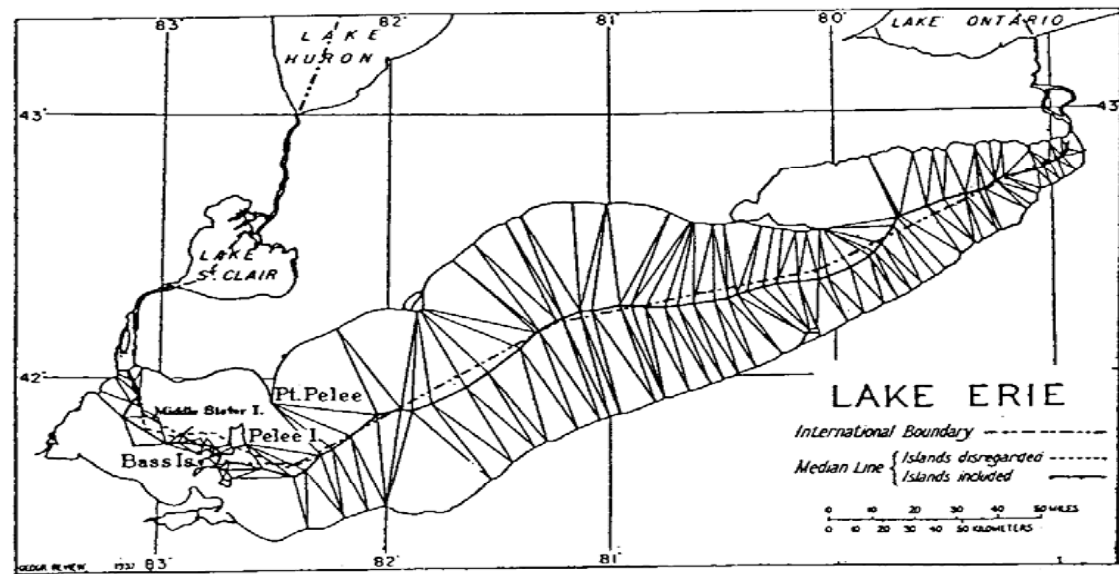 83°
82°
81°
80°
LAKE
HURON
LAKE ONTARIO
43°
43°
LAKE
ST. CLAIR
42°
Pt. Pelee
Middle Sister I.
Pelee I.
Bass Is.
LAKE ERIE
International Boundary
Median Line { Islands disregarded
Islands included
0 10 20 30 40 50 MILES
0 10 20 30 40 50 KILOMETERS
83°
82°
81°